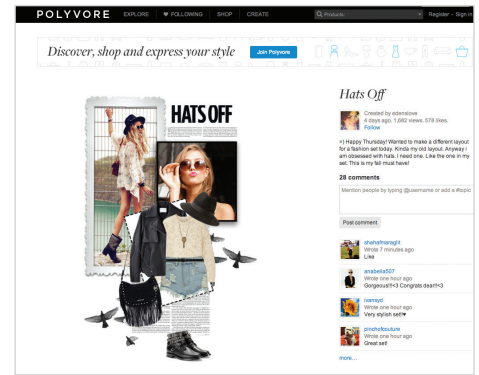 POLYVORE EXPLORE FOLLOWING SHOP CREATE Products Register - Sign in
Discover, shop and express your style Join Polyvore
HATS OFF
Hats Off
Created by edenslove
4 days ago. 1,682 views. 578 likes.
Follow
=) Happy Thursday! Wanted to make a different layout
for a fashion set today. Kinda my old layout. Anyway i
am obsessed with hats. I need one. Like the one in my
set. This is my fall must have!
28 comments
Mention people by typing @username or add a #topic
Post comment
shahafmaraglit
Wrote 7 minutes ago
Like
anabella507
Wrote one hour ago
Gorgeous!!<3 Congrats dear!!<3
ivansyd
Wrote one hour ago
Very stylish set!♥
pinchofcouture
Wrote one hour ago
Great set!
more...